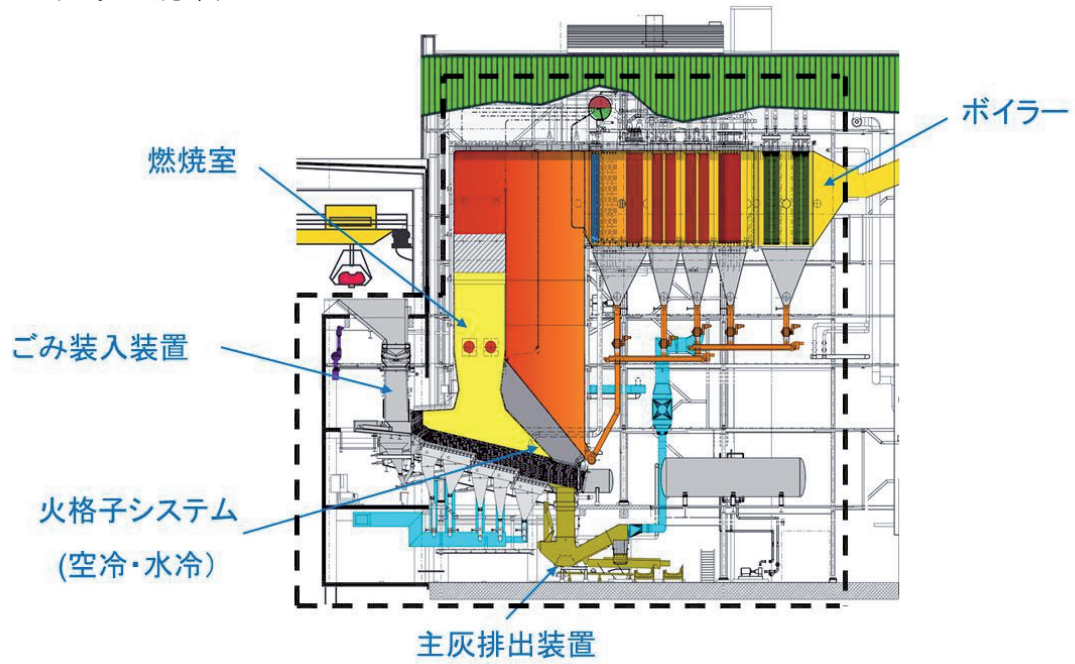 ボイラー
燃焼室
ごみ装入装置
火格子システム
(空冷・水冷)
主灰排出装置